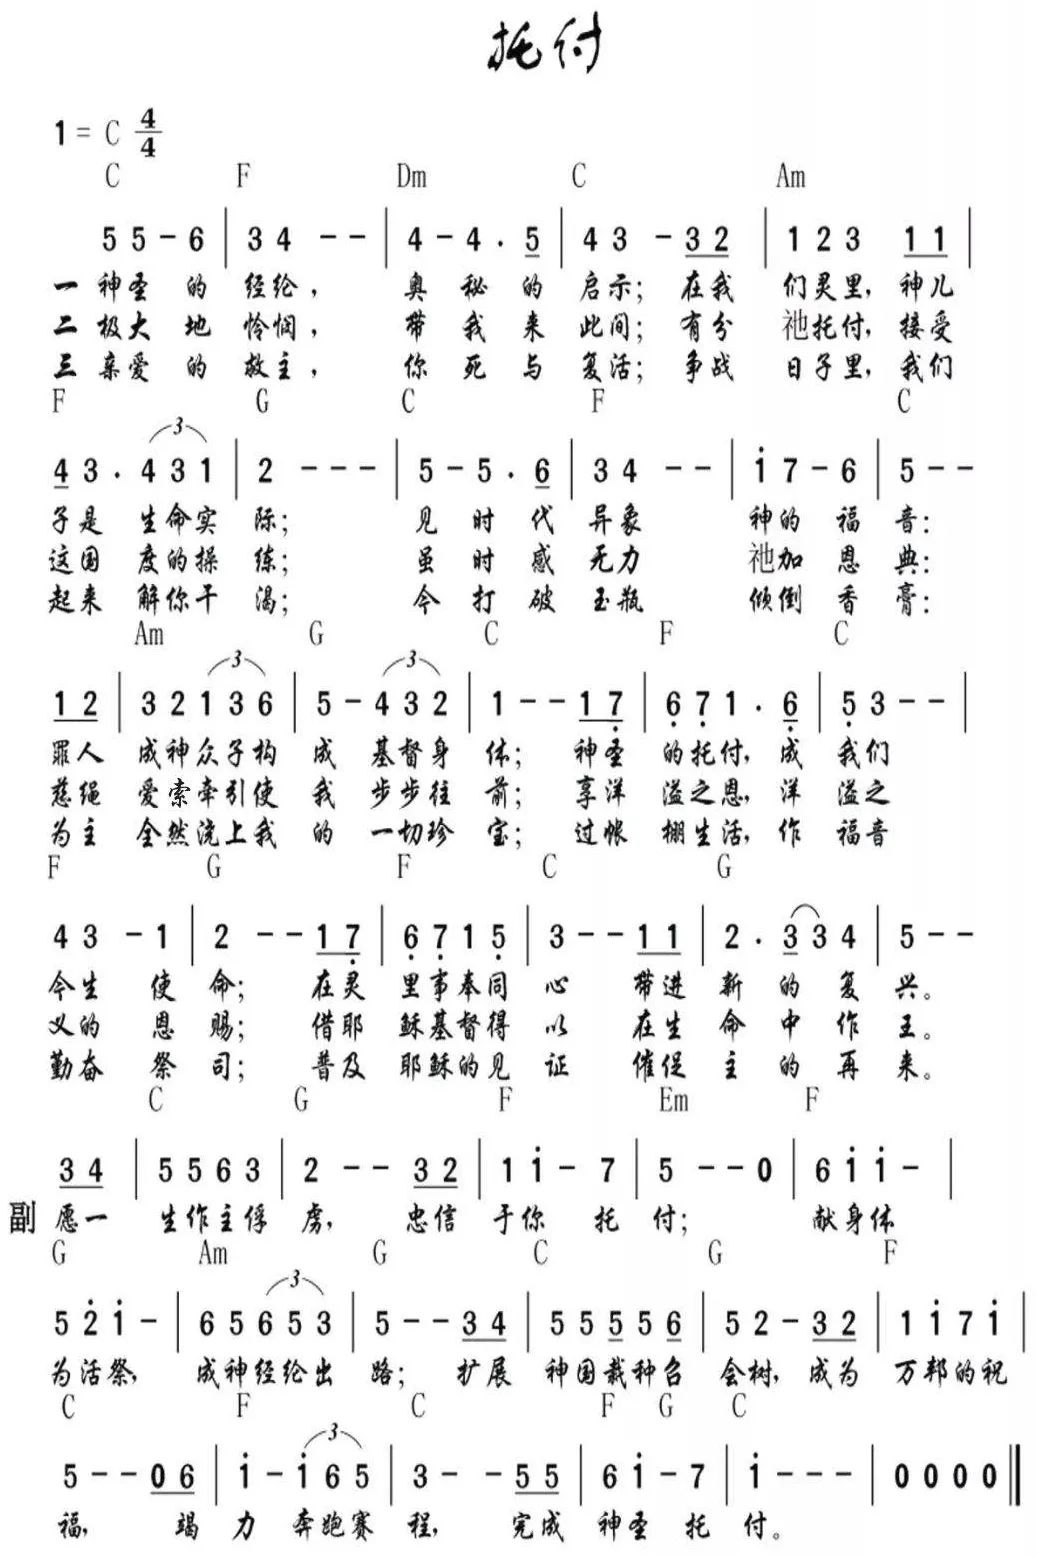 托付
1 = C 4/4
C F Dm C Am
5 5 - 6 | 3 4 - - | 4 - 4 . 5 | 4 3 - 3 2 | 1 2 3 1 1 |
一 神圣 的 经纶， 奥 秘 的 启示；在我 们灵里，神儿
二 极大 地 怜悯， 带 我 来 此间；有分 祂托付，接受
三 亲爱 的 救主， 你 死 与 复活；争战 日子里，我们
F G C F C
4 3 . 4 3 1 | 2 - - - | 5 - 5 . 6 | 3 4 - - | i 7 - 6 | 5 - -
子是 生命实 际； 见 时 代 异象 神的 福 音：
这国 度的操 练； 虽 时 感 无力 祂加 恩 典：
起来 解你干 渴； 今 打 破 玉瓶 倾倒 香 膏：
Am G C F C
1 2 | 3 2 1 3 6 | 5 - 4 3 2 | 1 - - 1 7 | 6 7 1 . 6 | 5 3 - - |
罪人 成神众子构 成 基督身 体； 神圣 的托付，成 我们
慈绳 爱索牵引使 我 步步往 前； 享洋 溢之恩，洋 溢之
为主 全然浇上我 的 一切珍 宝； 过帐 棚生活，作 福音
F G F C G
4 3 - 1 | 2 - - 1 7 | 6 7 1 5 | 3 - - 1 1 | 2 . 3 3 4 | 5 - -
今生 使 命； 在灵 里事奉同 心 带进 新 的 复 兴。
义的 恩 赐； 借耶 稣基督得 以 在生 命 中 作 王。
勤奋 祭 司； 普及 耶稣的见 证 催促 主 的 再 来。
C G F Em F
3 4 | 5 5 6 3 | 2 - - 3 2 | 1 i - 7 | 5 - - 0 | 6 i i - |
副 愿一 生作主俘 虏， 忠信 于你 托 付； 献身体
G Am G C G F
5 2 i - | 6 5 6 5 3 | 5 - - 3 4 | 5 5 5 5 6 | 5 2 - 3 2 | 1 i 7 i |
为活祭， 成神经纶出 路； 扩展 神国栽种召 会树，成为 万邦的祝
C F C F G C
5 - - 0 6 | i - i 6 5 | 3 - - 5 5 | 6 i - 7 | i - - - | 0 0 0 0 ‖
福， 竭 力 奔跑赛 程， 完成 神圣 托 付。